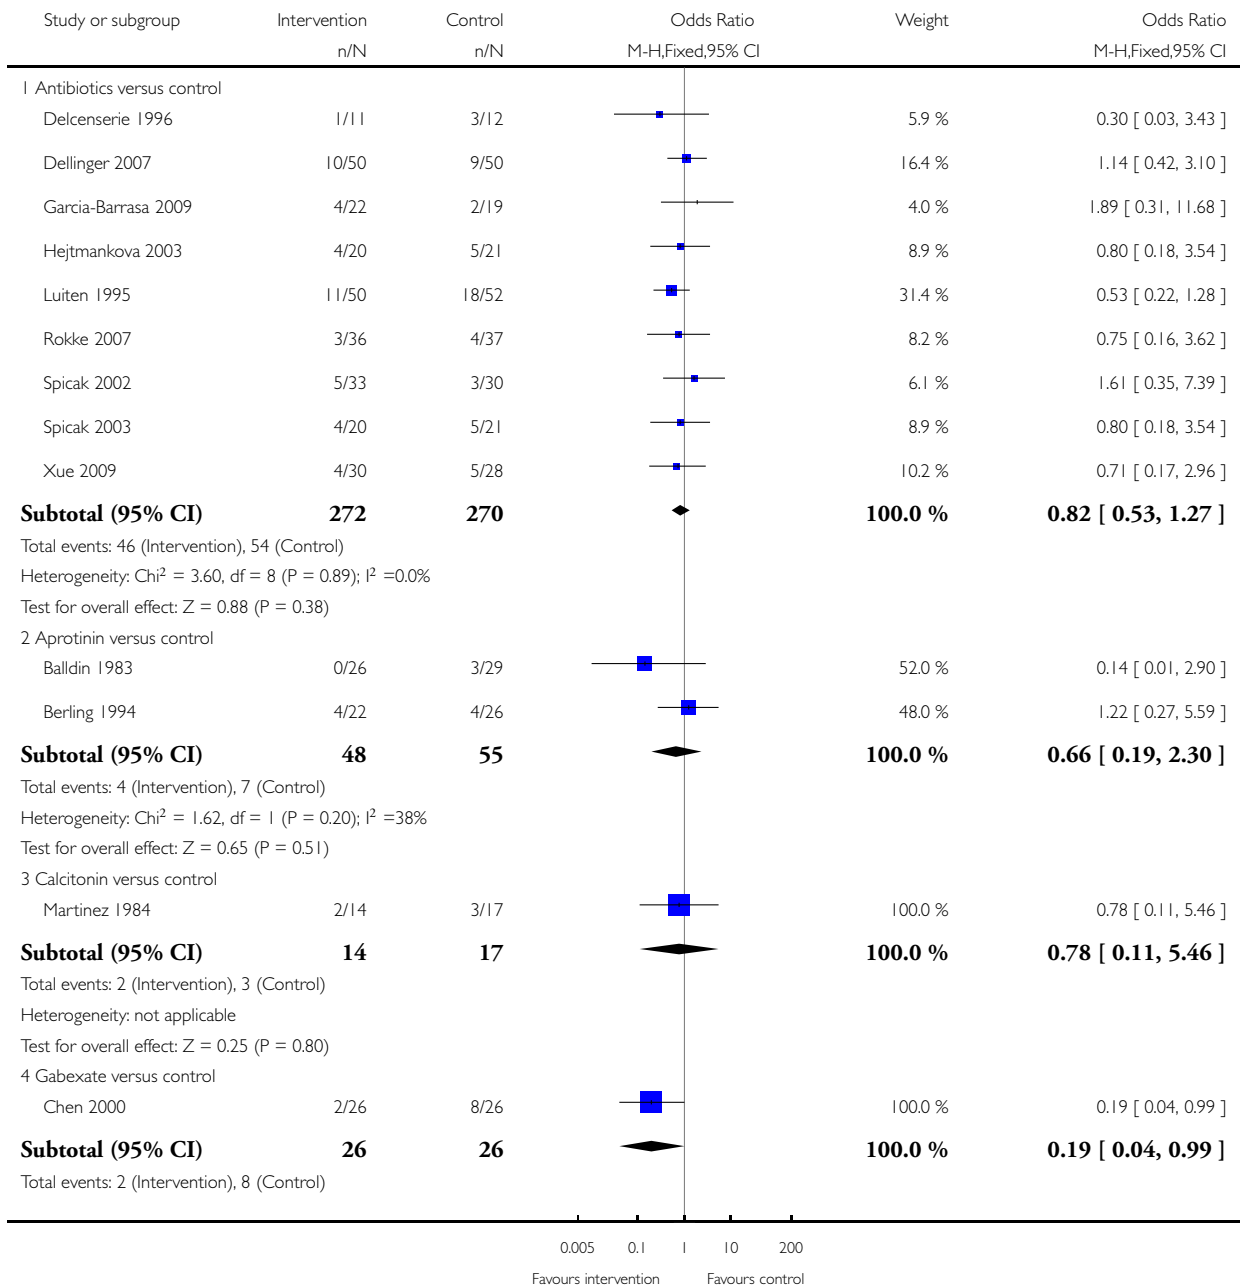 Study or subgroup Intervention Control Odds Ratio Weight Odds Ratio
n/N n/N M-H,Fixed,95% CI M-H,Fixed,95% CI
1 Antibiotics versus control
Delcenserie 1996 1/11 3/12 5.9 % 0.30 [ 0.03, 3.43 ]
Dellinger 2007 10/50 9/50 16.4 % 1.14 [ 0.42, 3.10 ]
Garcia-Barrasa 2009 4/22 2/19 4.0 % 1.89 [ 0.31, 11.68 ]
Hejtmankova 2003 4/20 5/21 8.9 % 0.80 [ 0.18, 3.54 ]
Luiten 1995 11/50 18/52 31.4 % 0.53 [ 0.22, 1.28 ]
Rokke 2007 3/36 4/37 8.2 % 0.75 [ 0.16, 3.62 ]
Spicak 2002 5/33 3/30 6.1 % 1.61 [ 0.35, 7.39 ]
Spicak 2003 4/20 5/21 8.9 % 0.80 [ 0.18, 3.54 ]
Xue 2009 4/30 5/28 10.2 % 0.71 [ 0.17, 2.96 ]
Subtotal (95% CI) 272 270 100.0 % 0.82 [ 0.53, 1.27 ]
Total events: 46 (Intervention), 54 (Control)
Heterogeneity: Chi² = 3.60, df = 8 (P = 0.89); I² =0.0%
Test for overall effect: Z = 0.88 (P = 0.38)
2 Aprotinin versus control
Balldin 1983 0/26 3/29 52.0 % 0.14 [ 0.01, 2.90 ]
Berling 1994 4/22 4/26 48.0 % 1.22 [ 0.27, 5.59 ]
Subtotal (95% CI) 48 55 100.0 % 0.66 [ 0.19, 2.30 ]
Total events: 4 (Intervention), 7 (Control)
Heterogeneity: Chi² = 1.62, df = 1 (P = 0.20); I² =38%
Test for overall effect: Z = 0.65 (P = 0.51)
3 Calcitonin versus control
Martinez 1984 2/14 3/17 100.0 % 0.78 [ 0.11, 5.46 ]
Subtotal (95% CI) 14 17 100.0 % 0.78 [ 0.11, 5.46 ]
Total events: 2 (Intervention), 3 (Control)
Heterogeneity: not applicable
Test for overall effect: Z = 0.25 (P = 0.80)
4 Gabexate versus control
Chen 2000 2/26 8/26 100.0 % 0.19 [ 0.04, 0.99 ]
Subtotal (95% CI) 26 26 100.0 % 0.19 [ 0.04, 0.99 ]
Total events: 2 (Intervention), 8 (Control)
0.005 0.1 1 10 200
Favours intervention Favours control